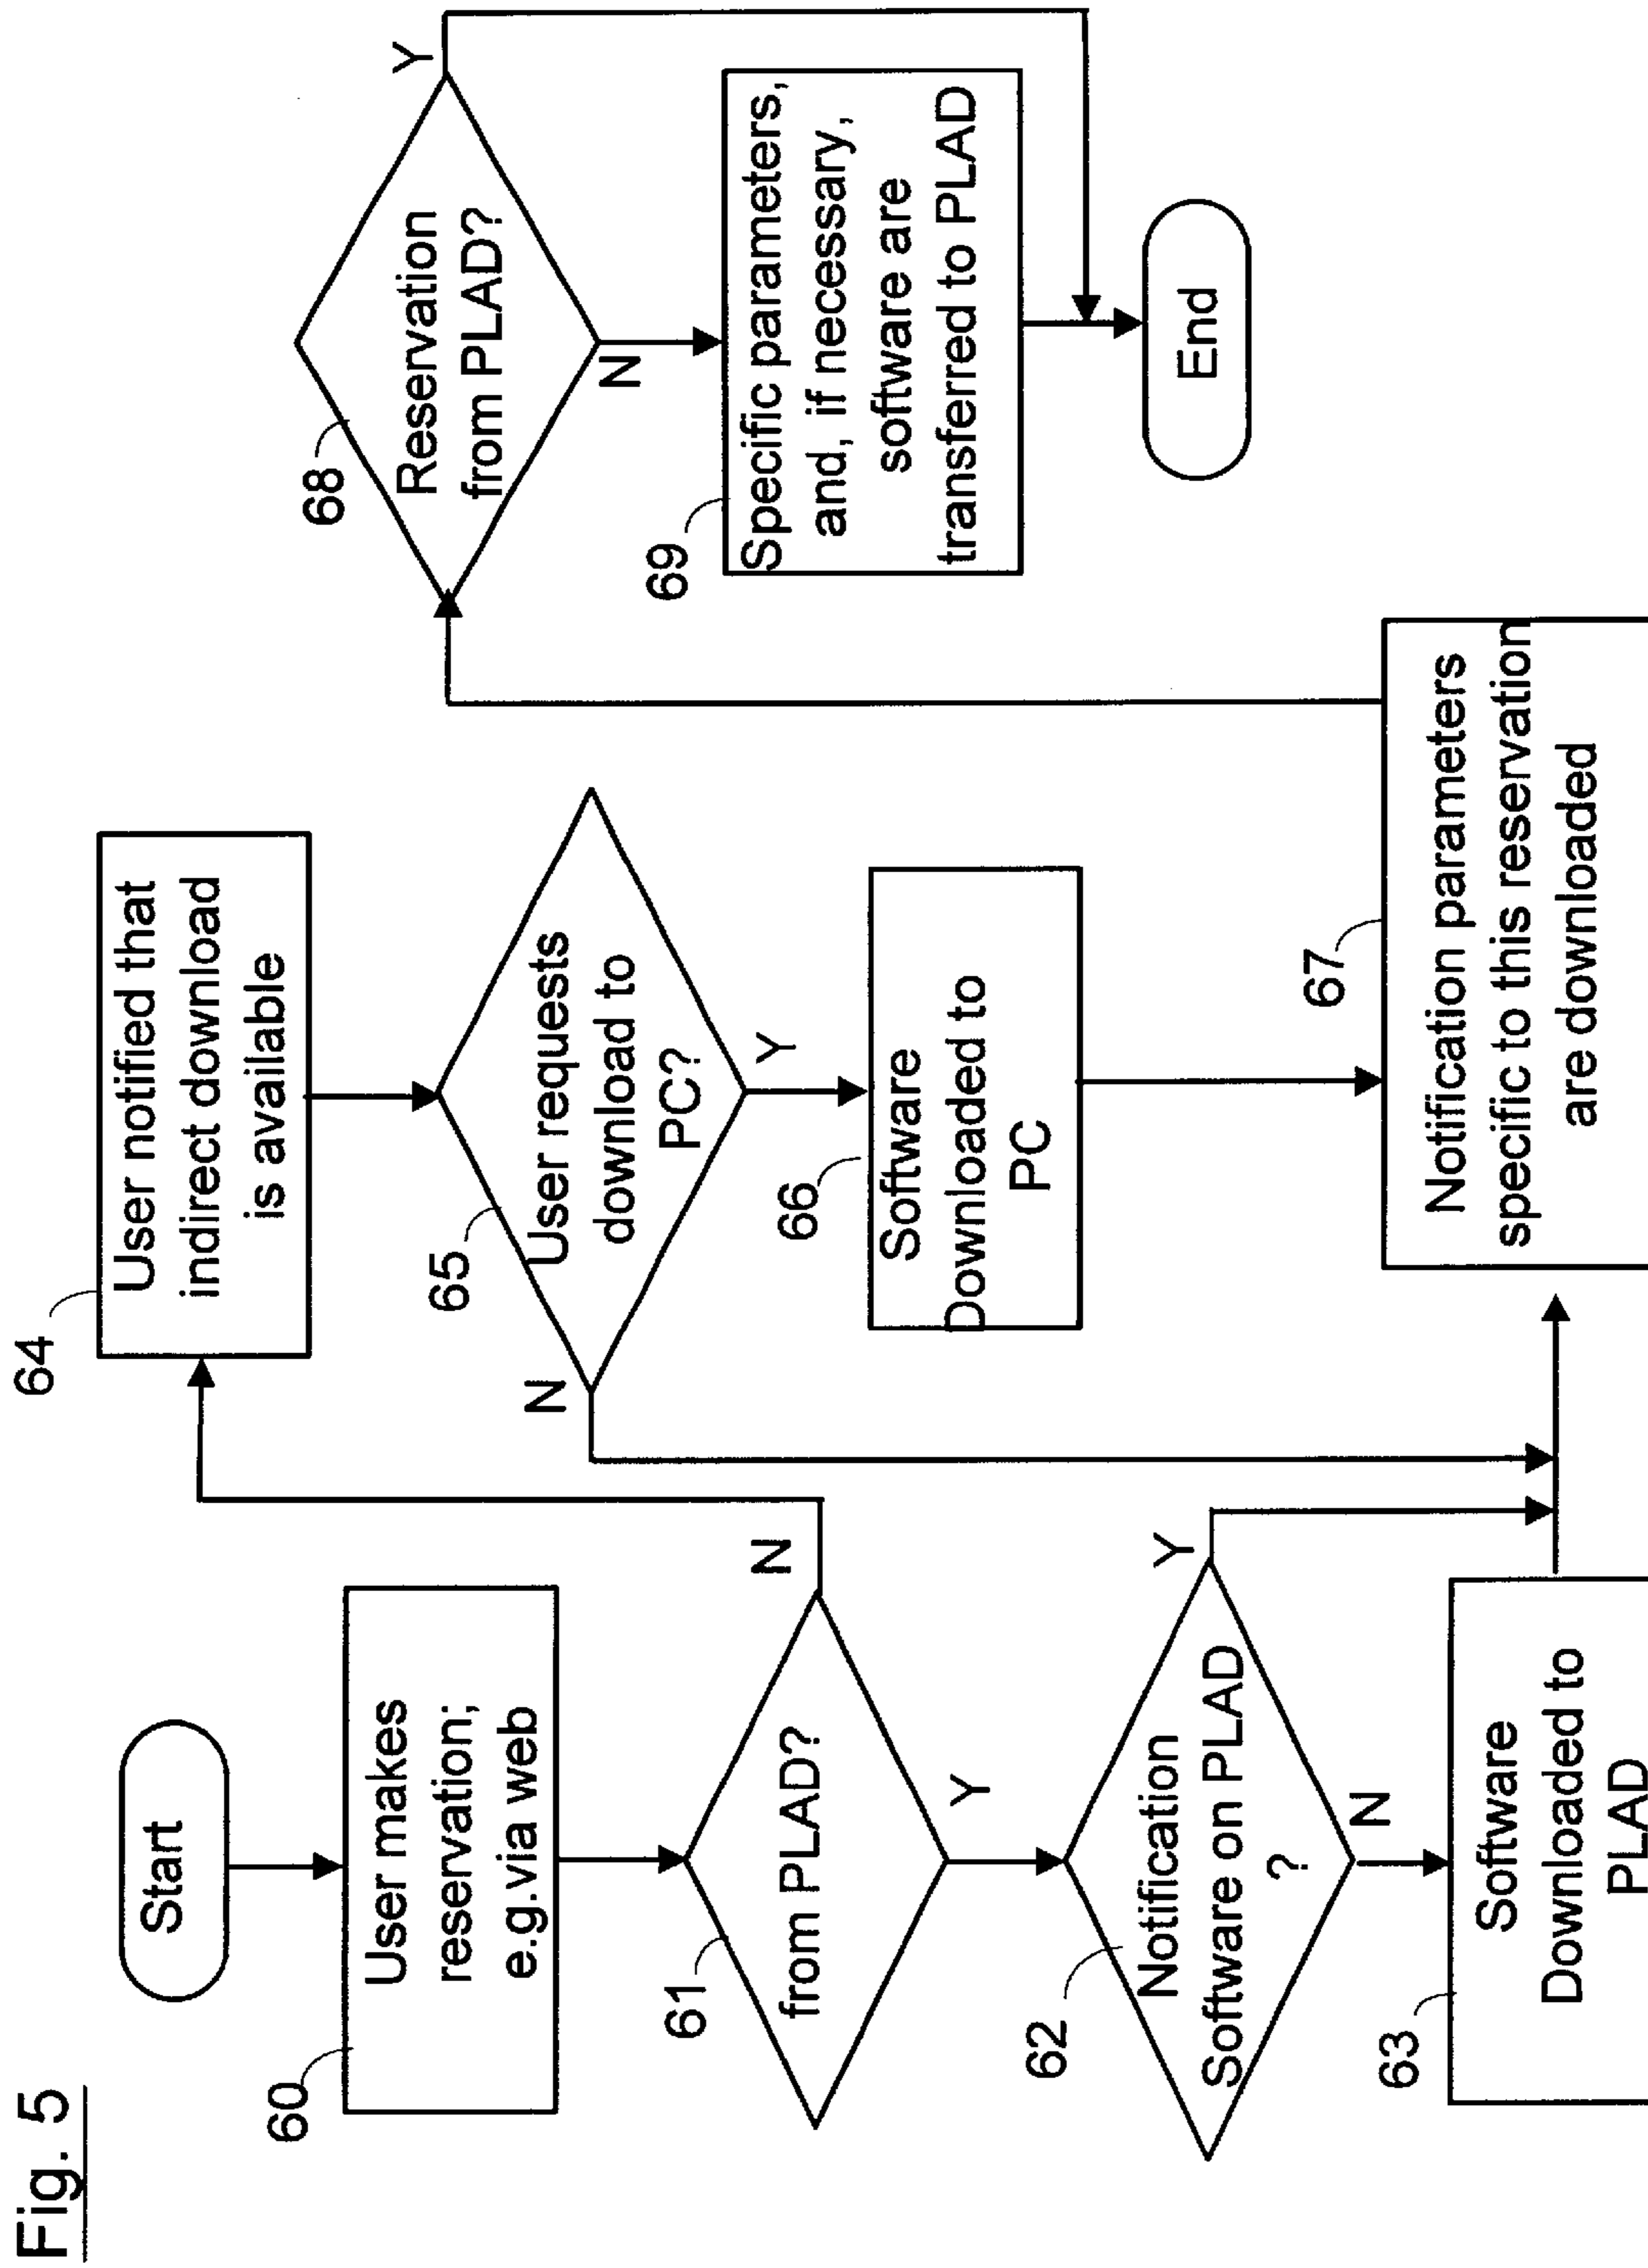 Fig. 5
Start
60
User makes
reservation;
e.g.via web
61
from PLAD?
N
Y
62
Notification
Software on PLAD
?
Y
N
63
Software
Downloaded to
PLAD
64
User notified that
indirect download
is available
65
User requests
download to
PC?
N
Y
66
Software
Downloaded to
PC
67
Notification parameters
specific to this reservation
are downloaded
68
Reservation
from PLAD?
Y
N
69
Specific parameters,
and, if necessary,
software are
transferred to PLAD
End